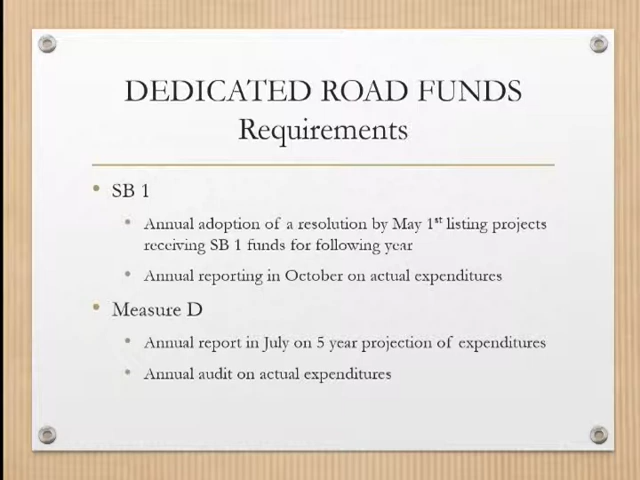 DEDICATED ROAD FUNDS
Requirements
• SB 1
• Annual adoption of a resolution by May 1st listing projects
receiving SB 1 funds for following year
• Annual reporting in October on actual expenditures
• Measure D
• Annual report in July on 5 year projection of expenditures
• Annual audit on actual expenditures